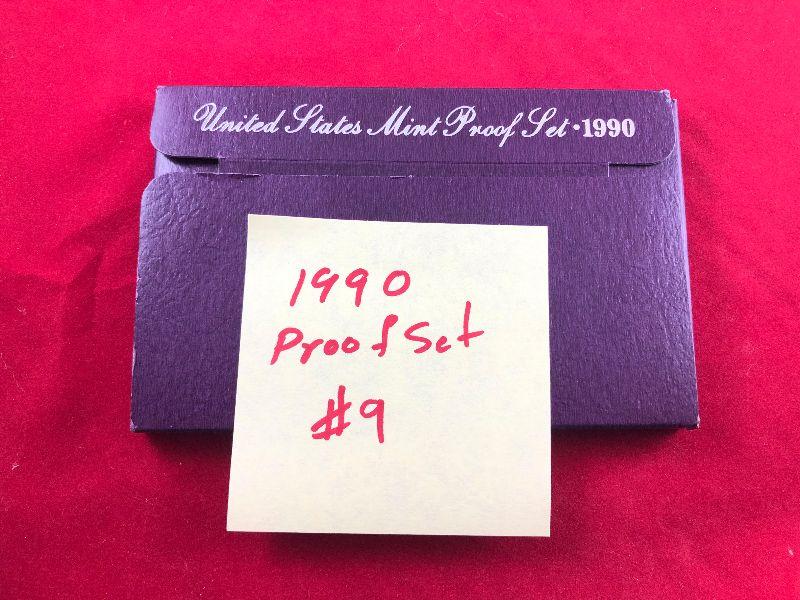 United States Mint Proof Set • 1990
1990
Proof Set
#9